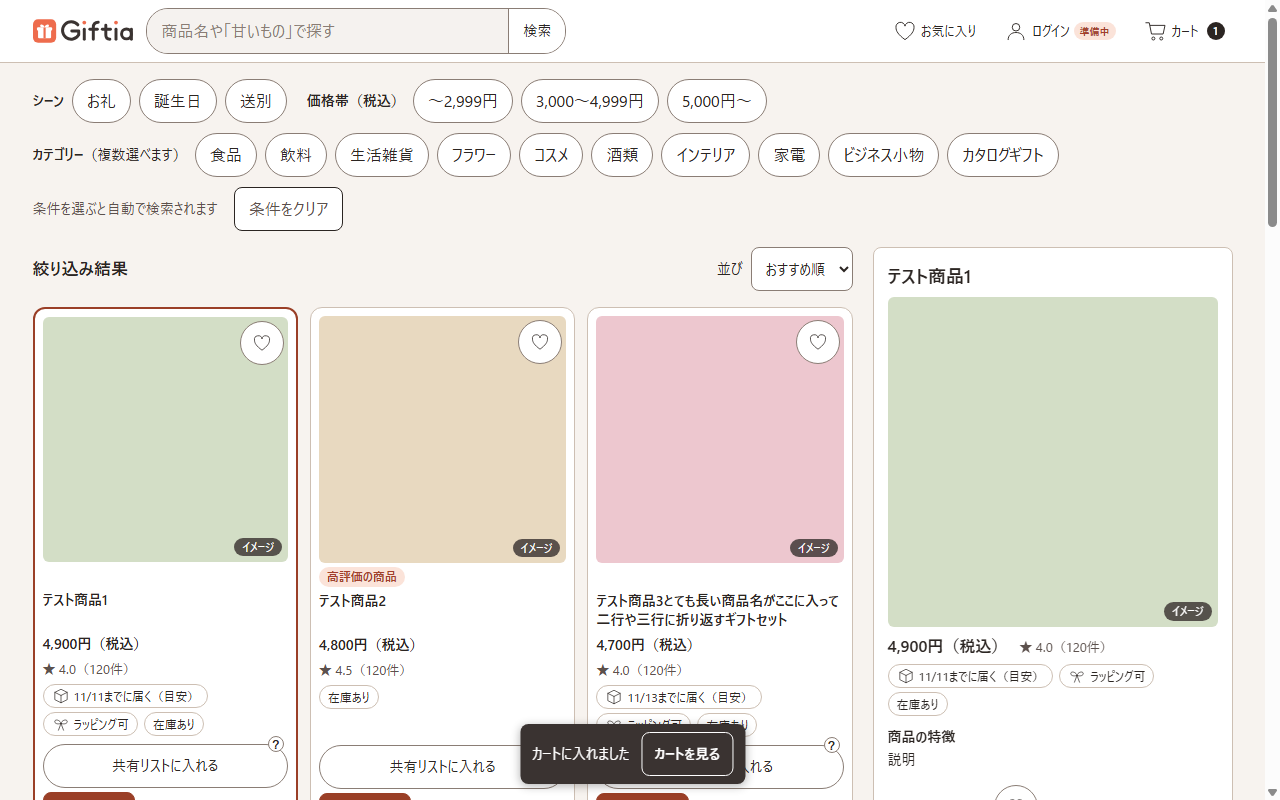 Giftia
商品名や「甘いもの」で探す
検索
お気に入り
ログイン 準備中
カート 1
シーン お礼 誕生日 送別 価格帯（税込） ～2,999円 3,000～4,999円 5,000円～
カテゴリー（複数選べます） 食品 飲料 生活雑貨 フラワー コスメ 酒類 インテリア 家電 ビジネス小物 カタログギフト
条件を選ぶと自動で検索されます 条件をクリア
絞り込み結果
並び おすすめ順
イメージ
テスト商品1
4,900円（税込）
★ 4.0（120件）
11/11までに届く（目安）
ラッピング可 在庫あり
?
共有リストに入れる
イメージ
高評価の商品
テスト商品2
4,800円（税込）
★ 4.5（120件）
在庫あり
共有リストに入れる
イメージ
テスト商品3とても長い商品名がここに入って
二行や三行に折り返すギフトセット
4,700円（税込）
★ 4.0（120件）
11/13までに届く（目安）
?
カートに入れました カートを見る
テスト商品1
イメージ
4,900円（税込） ★ 4.0（120件）
11/11までに届く（目安） ラッピング可
在庫あり
商品の特徴
説明